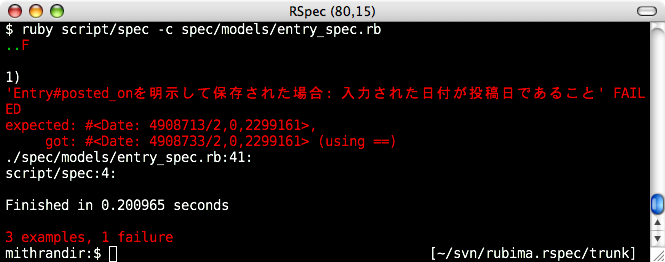 RSpec (80,15)
$ ruby script/spec -c spec/models/entry_spec.rb
..F
1)
'Entry#posted_onを明示して保存された場合: 入力された日付が投稿日であること' FAIL
ED
expected: #<Date: 4908713/2,0,2299161>,
     got: #<Date: 4908733/2,0,2299161> (using ==)
./spec/models/entry_spec.rb:41:
script/spec:4:
Finished in 0.200965 seconds
3 examples, 1 failure
mithrandir:$ [~/svn/rubima.rspec/trunk]